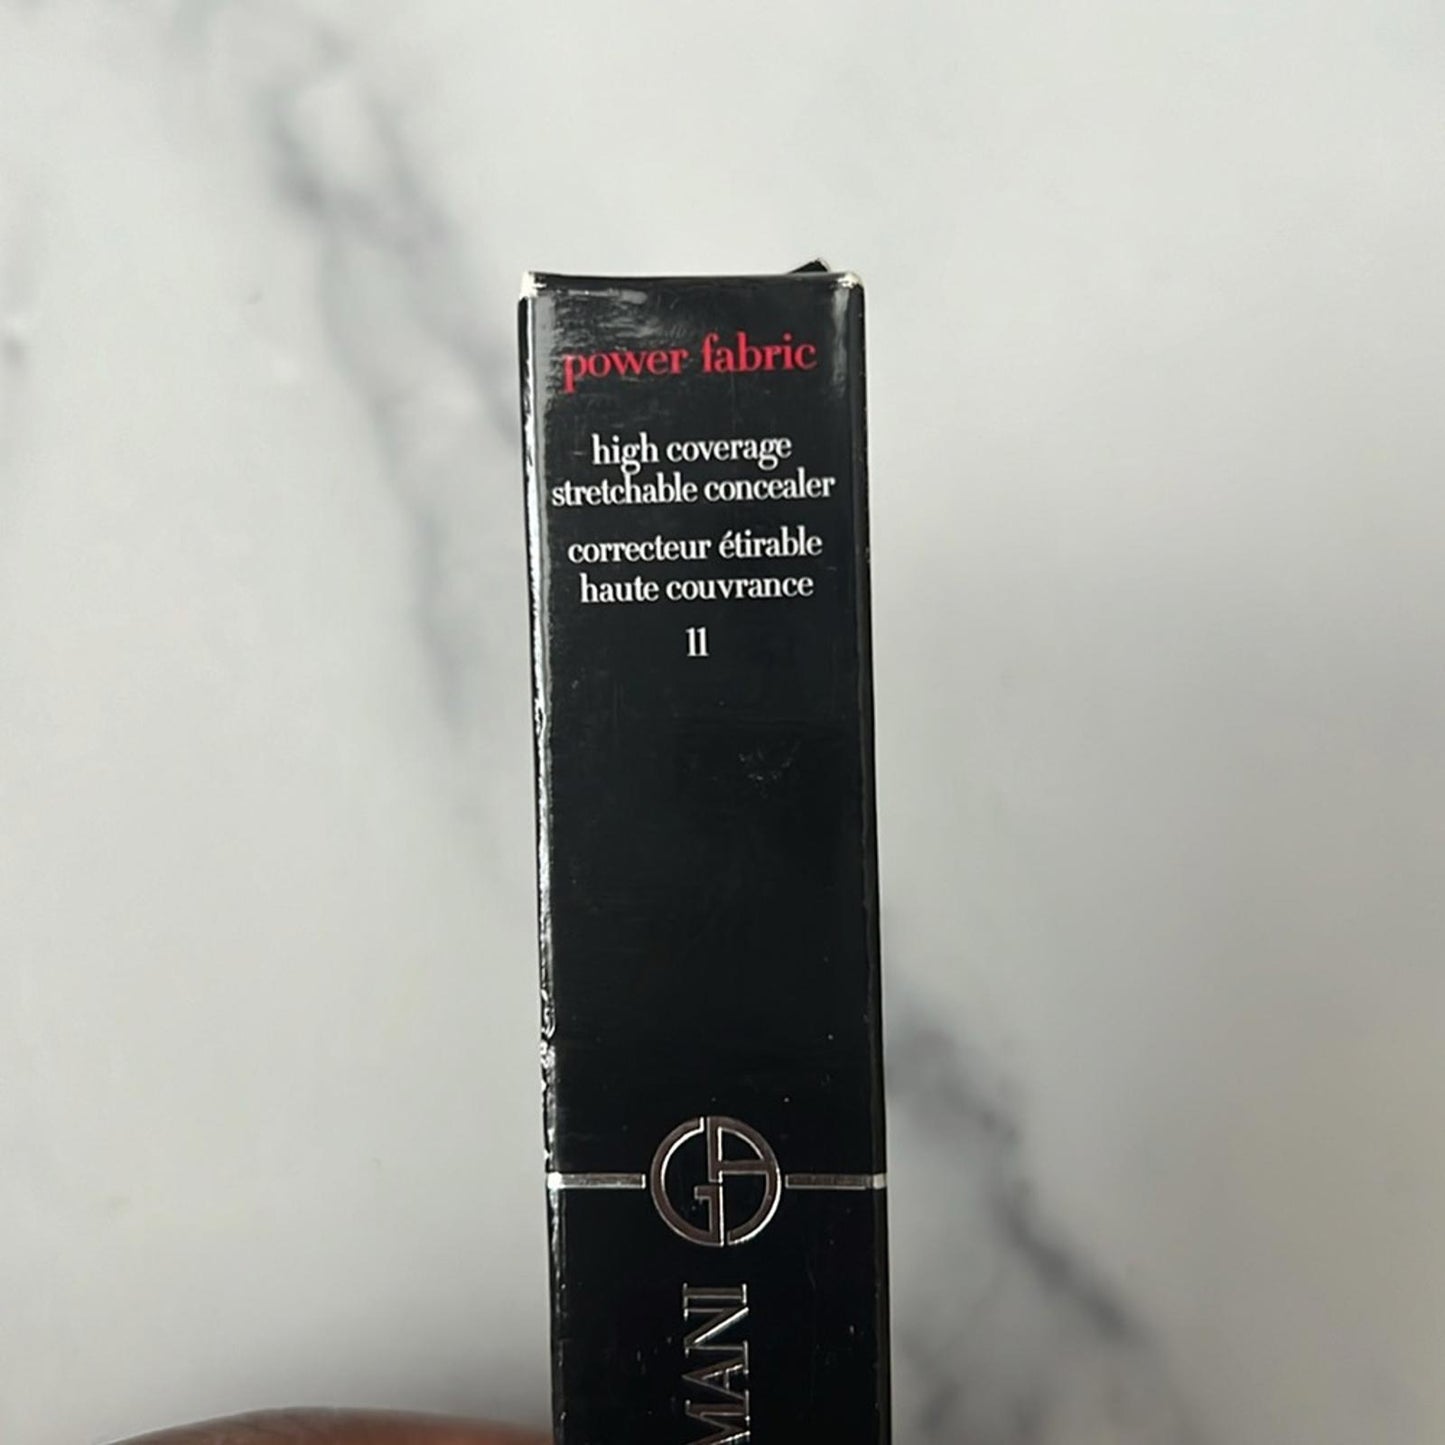 power fabric
high coverage
stretchable concealer
correcteur étirable
haute couvrance
11
GA
MANI